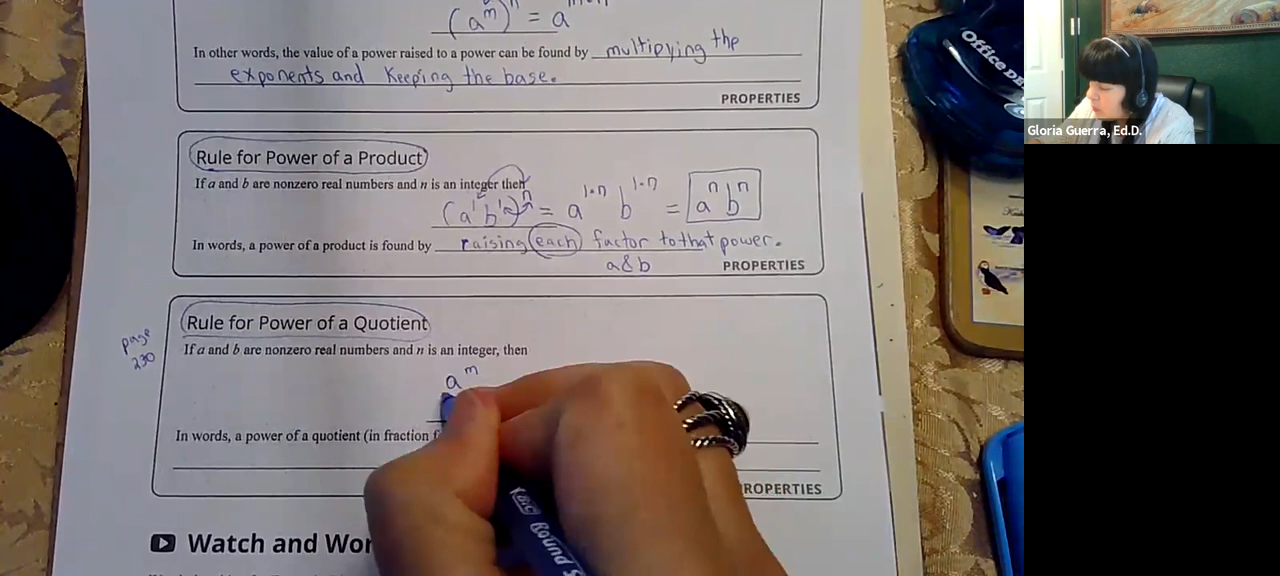 (a^m)^n = a
In other words, the value of a power raised to a power can be found by multipying the
exponents and keeping the base.
PROPERTIES
Rule for Power of a Product
If a and b are nonzero real numbers and n is an integer then
(a^1 b^1)^n = a^1·n b^1·n = a^n b^n
In words, a power of a product is found by raising each factor to that power.
a & b
PROPERTIES
Rule for Power of a Quotient
page 230
If a and b are nonzero real numbers and n is an integer, then
a^m
In words, a power of a quotient (in fraction
ROPERTIES
Watch and Wor
Office DE
BIC Round S
Gloria Guerra, Ed.D.